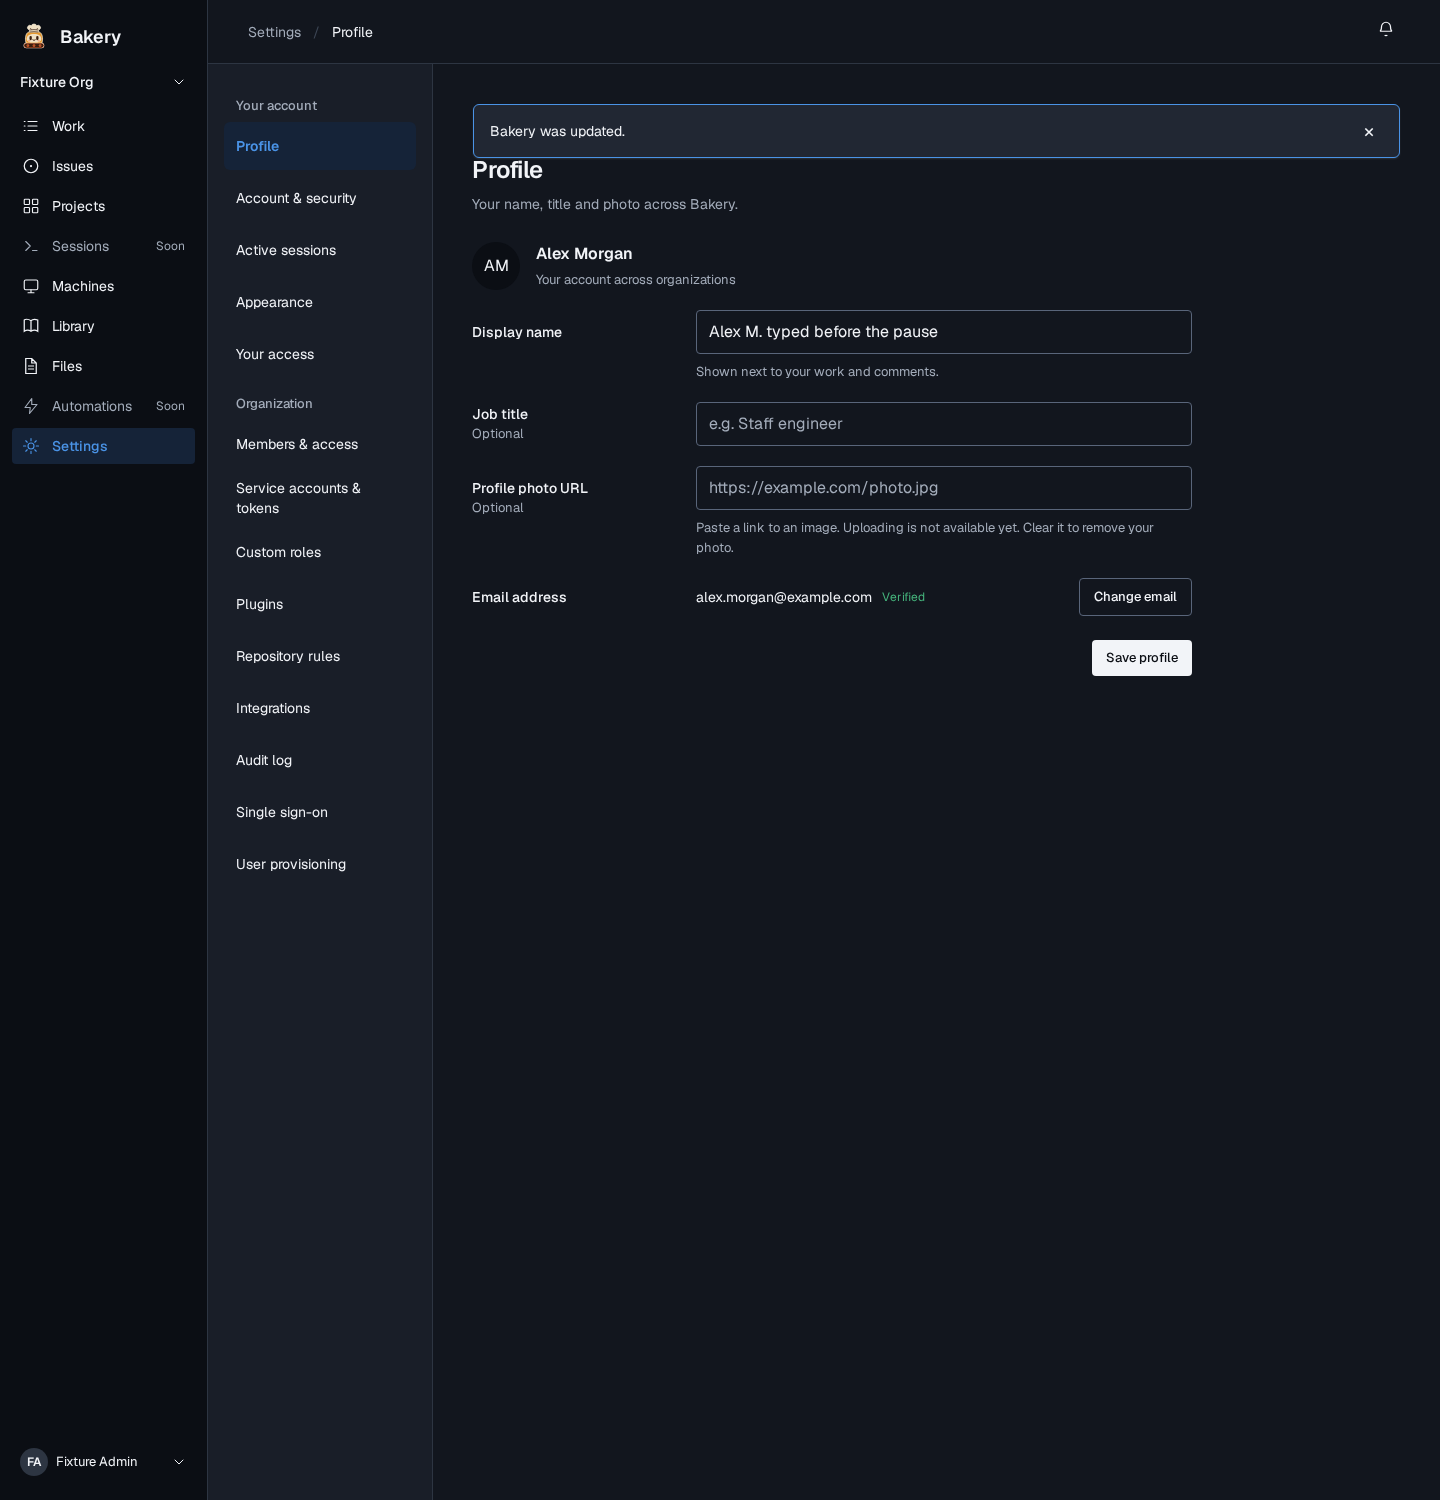 Bakery
Fixture Org
Work
Issues
Projects
Sessions Soon
Machines
Library
Files
Automations Soon
Settings
FA Fixture Admin
Settings / Profile
Your account
Profile
Account & security
Active sessions
Appearance
Your access
Organization
Members & access
Service accounts &
tokens
Custom roles
Plugins
Repository rules
Integrations
Audit log
Single sign-on
User provisioning
Bakery was updated.
Profile
Your name, title and photo across Bakery.
AM
Alex Morgan
Your account across organizations
Display name
Alex M. typed before the pause
Shown next to your work and comments.
Job title
Optional
e.g. Staff engineer
Profile photo URL
Optional
https://example.com/photo.jpg
Paste a link to an image. Uploading is not available yet. Clear it to remove your
photo.
Email address
alex.morgan@example.com Verified
Change email
Save profile